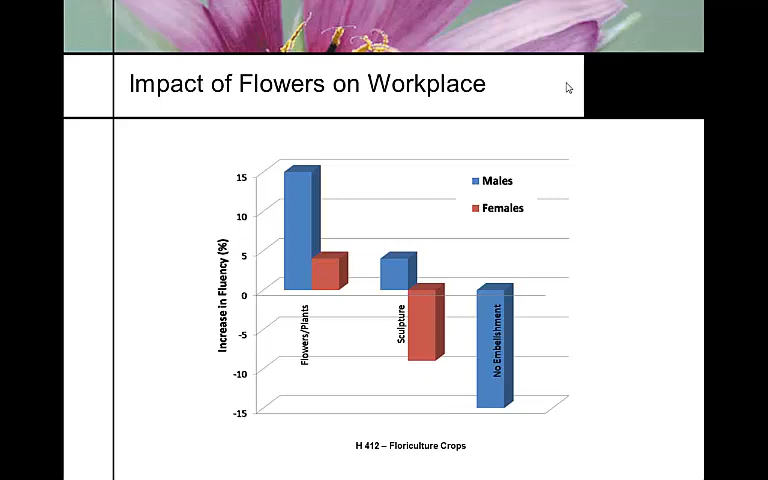 Impact of Flowers on Workplace
Males
Females
15
10
5
0
-5
-10
-15
Increase in Fluency (%)
Flowers/Plants
Sculpture
No Embellishment
H 412 – Floriculture Crops